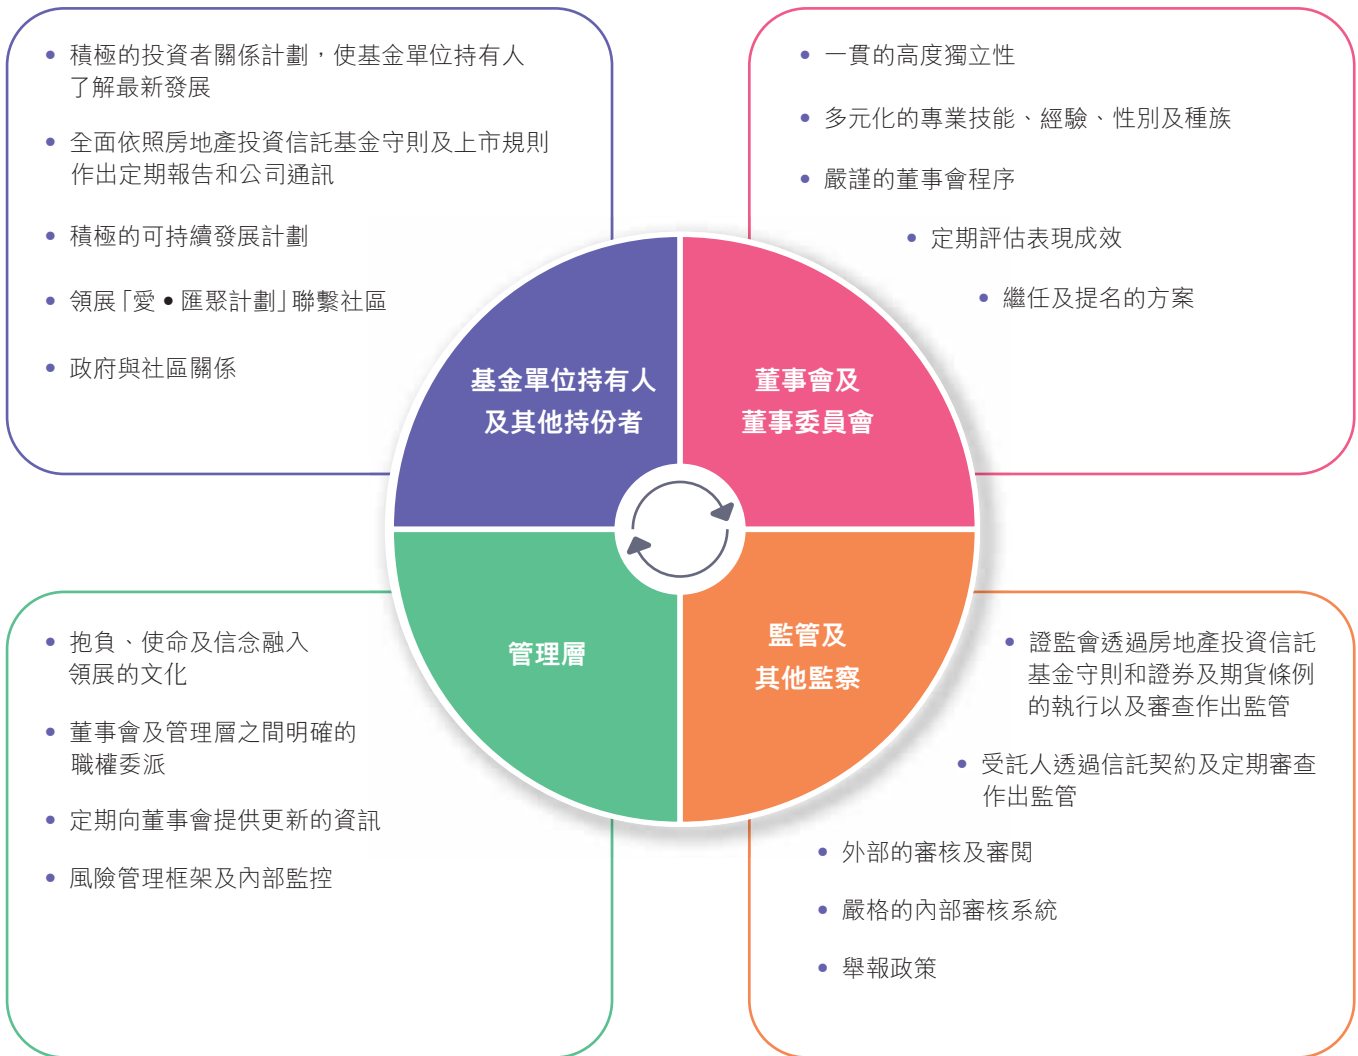 • 積極的投資者關係計劃，使基金單位持有人
了解最新發展
• 全面依照房地產投資信託基金守則及上市規則
作出定期報告和公司通訊
• 積極的可持續發展計劃
• 領展「愛 • 匯聚計劃」聯繫社區
• 政府與社區關係
• 一貫的高度獨立性
• 多元化的專業技能、經驗、性別及種族
• 嚴謹的董事會程序
• 定期評估表現成效
• 繼任及提名的方案
基金單位持有人
及其他持份者
董事會及
董事委員會
管理層
監管及
其他監察
• 抱負、使命及信念融入
領展的文化
• 董事會及管理層之間明確的
職權委派
• 定期向董事會提供更新的資訊
• 風險管理框架及內部監控
• 證監會透過房地產投資信託
基金守則和證券及期貨條例
的執行以及審查作出監管
• 受託人透過信託契約及定期審查
作出監管
• 外部的審核及審閱
• 嚴格的內部審核系統
• 舉報政策